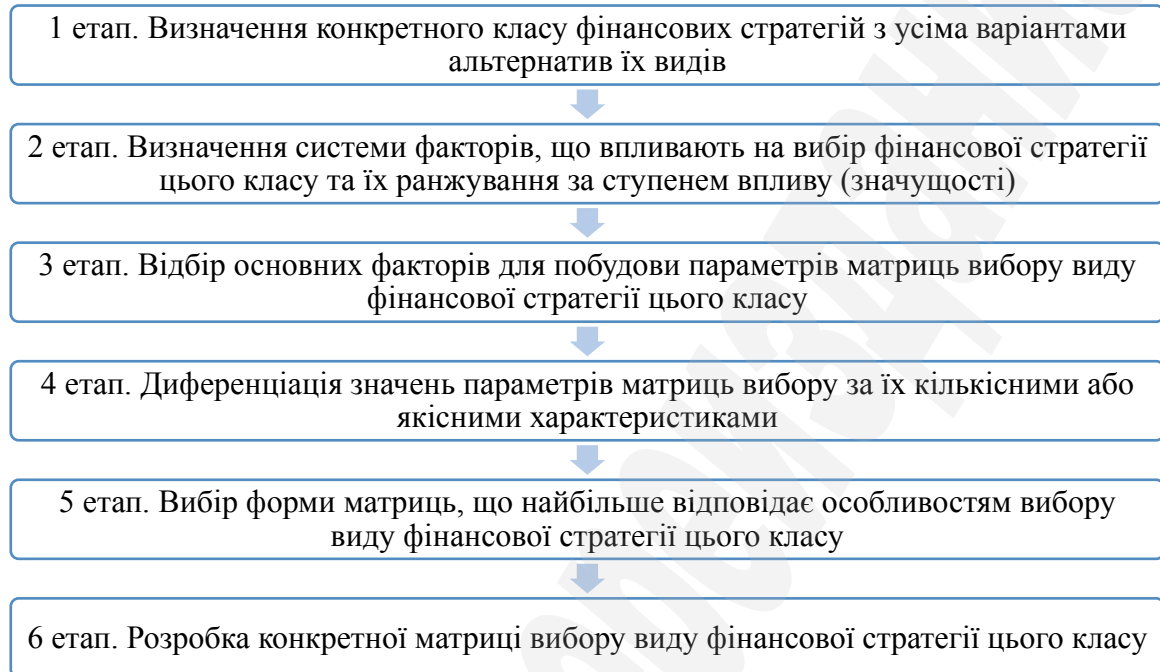 1 етап. Визначення конкретного класу фінансових стратегій з усіма варіантами
альтернатив їх видів
2 етап. Визначення системи факторів, що впливають на вибір фінансової стратегії
цього класу та їх ранжування за ступенем впливу (значущості)
3 етап. Відбір основних факторів для побудови параметрів матриць вибору виду
фінансової стратегії цього класу
4 етап. Диференціація значень параметрів матриць вибору за їх кількісними або
якісними характеристиками
5 етап. Вибір форми матриць, що найбільше відповідає особливостям вибору
виду фінансової стратегії цього класу
6 етап. Розробка конкретної матриці вибору виду фінансової стратегії цього класу